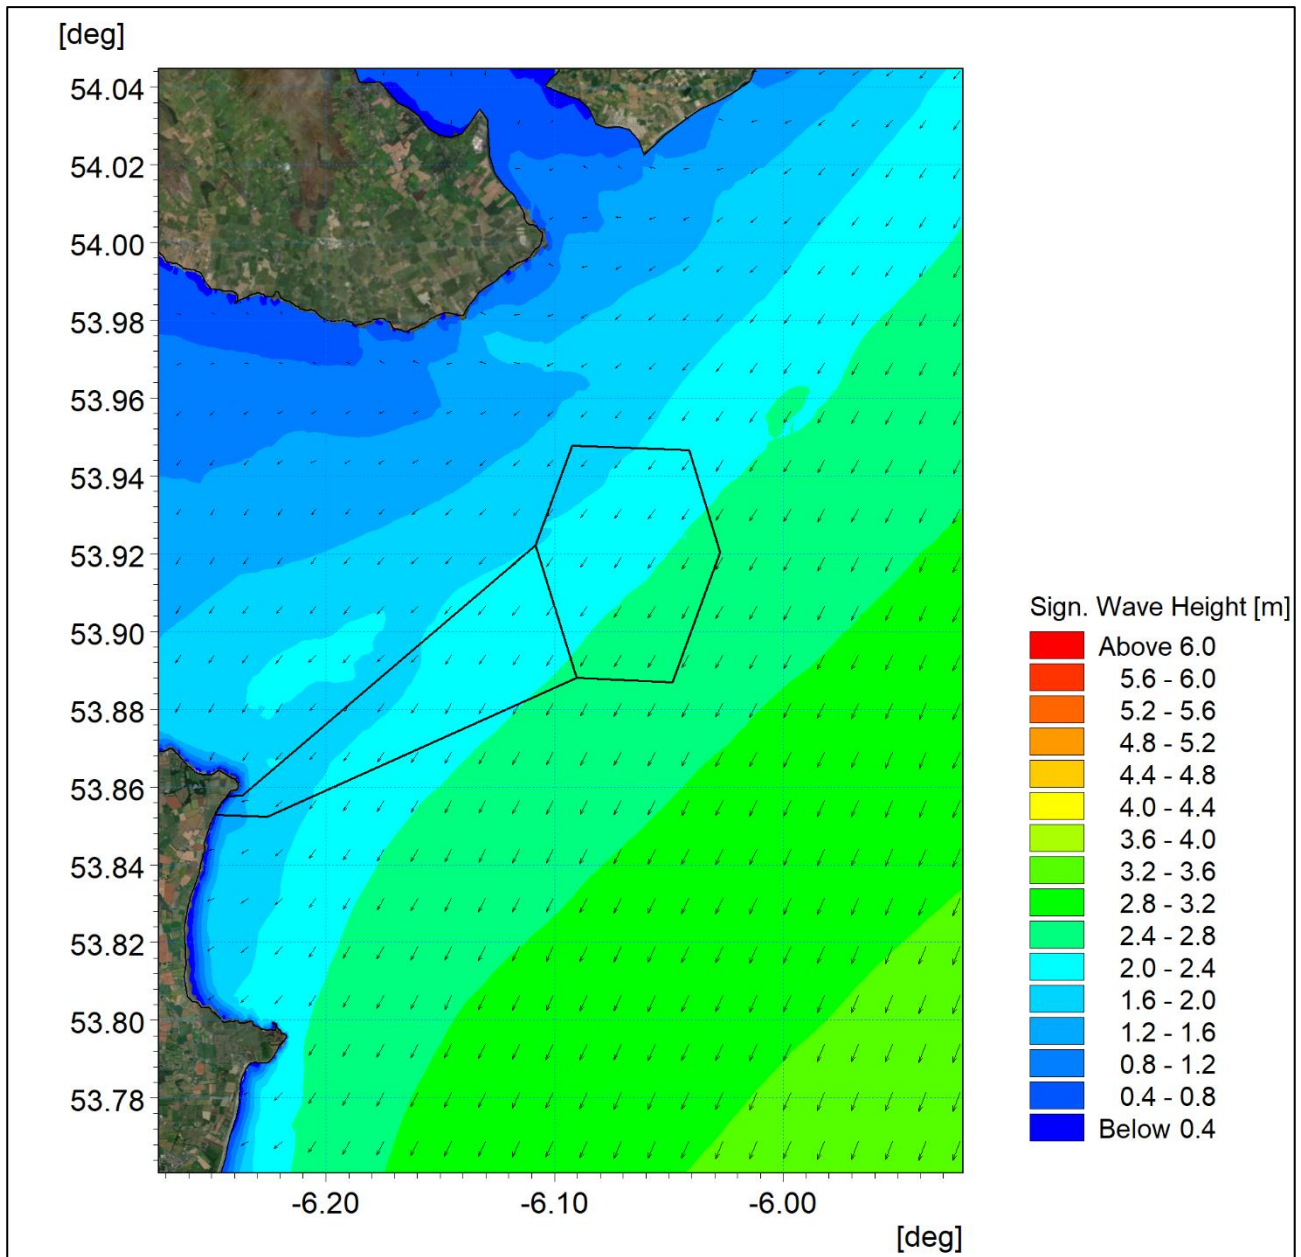 [deg]
54.04
54.02
54.00
53.98
53.96
53.94
53.92
53.90
53.88
53.86
53.84
53.82
53.80
53.78
-6.20 -6.10 -6.00
[deg]
Sign. Wave Height [m]
Above 6.0
5.6 - 6.0
5.2 - 5.6
4.8 - 5.2
4.4 - 4.8
4.0 - 4.4
3.6 - 4.0
3.2 - 3.6
2.8 - 3.2
2.4 - 2.8
2.0 - 2.4
1.6 - 2.0
1.2 - 1.6
0.8 - 1.2
0.4 - 0.8
Below 0.4